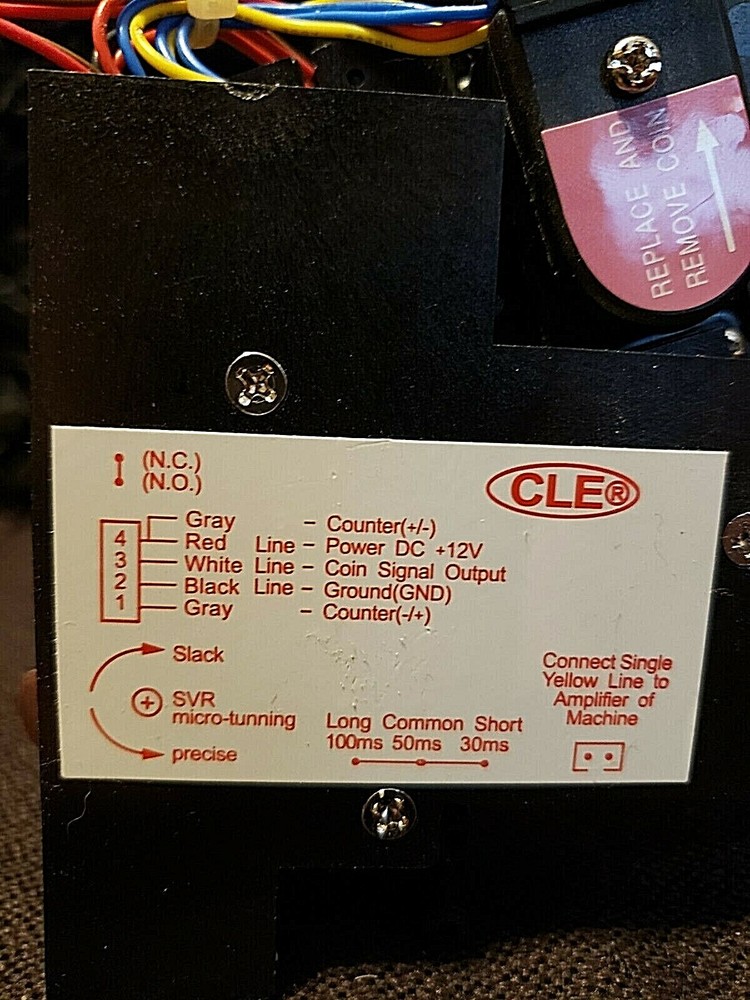 REPLACE AND
REMOVE COIN
(N.C.)
(N.O.)
CLE®
Gray – Counter(+/-)
4 Red Line – Power DC +12V
3 White Line – Coin Signal Output
2 Black Line – Ground(GND)
1 Gray – Counter(-/+)
Slack
SVR
micro-tunning
precise
Long Common Short
100ms 50ms 30ms
Connect Single
Yellow Line to
Amplifier of
Machine